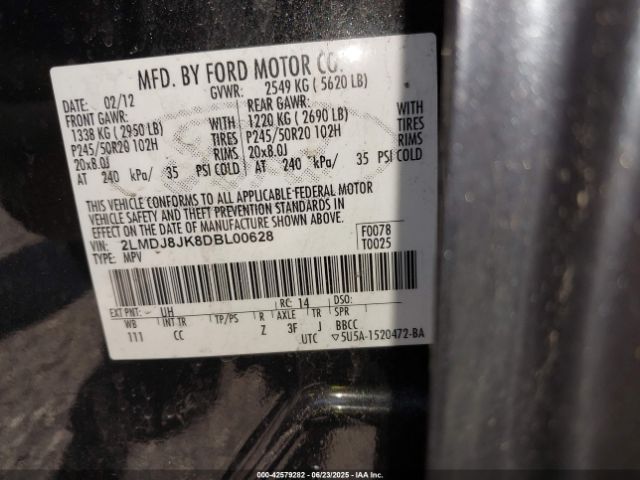 MFD. BY FORD MOTOR CO.
DATE: 02/12 GVWR: 2549 KG ( 5620 LB)
FRONT GAWR: REAR GAWR:
1338 KG ( 2950 LB) WITH 1220 KG ( 2690 LB) WITH
P245/50R20 102H TIRES P245/50R20 102H TIRES
20x8.0J RIMS 20x8.0J RIMS
AT 240 kPa/ 35 PSI COLD AT 240 kPa/ 35 PSI COLD
THIS VEHICLE CONFORMS TO ALL APPLICABLE FEDERAL MOTOR
VEHICLE SAFETY AND THEFT PREVENTION STANDARDS IN
EFFECT ON THE DATE OF MANUFACTURE SHOWN ABOVE.
VIN: 2LMDJ8JK8DBL00628 F0078
TYPE: MPV T0025
EXT PNT: UH RC: 14 DSO:
WB INT TR TP/PS R AXLE TR SPR
111 CC Z 3F J BBCC
UTC ▽5U5A-1520472-BA
000-42579282 - 06/23/2025 - IAA Inc.